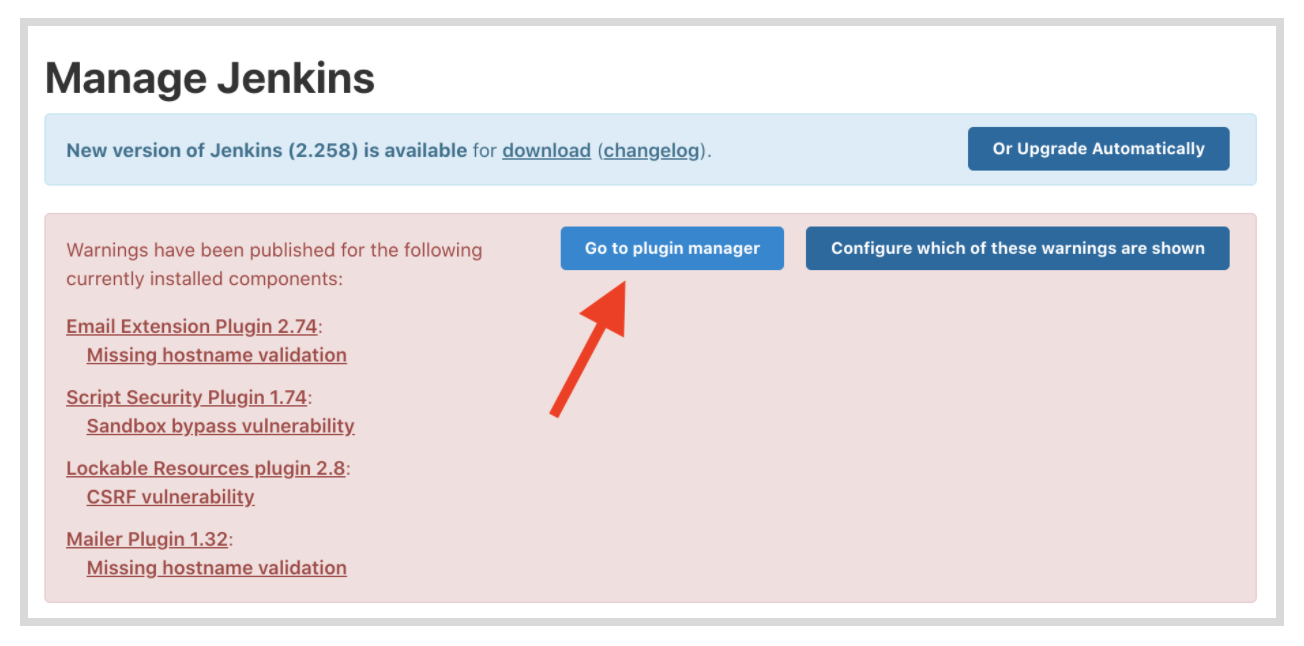 Manage Jenkins
New version of Jenkins (2.258) is available for download (changelog).
Or Upgrade Automatically
Warnings have been published for the following
currently installed components:
Go to plugin manager
Configure which of these warnings are shown
Email Extension Plugin 2.74:
Missing hostname validation
Script Security Plugin 1.74:
Sandbox bypass vulnerability
Lockable Resources plugin 2.8:
CSRF vulnerability
Mailer Plugin 1.32:
Missing hostname validation